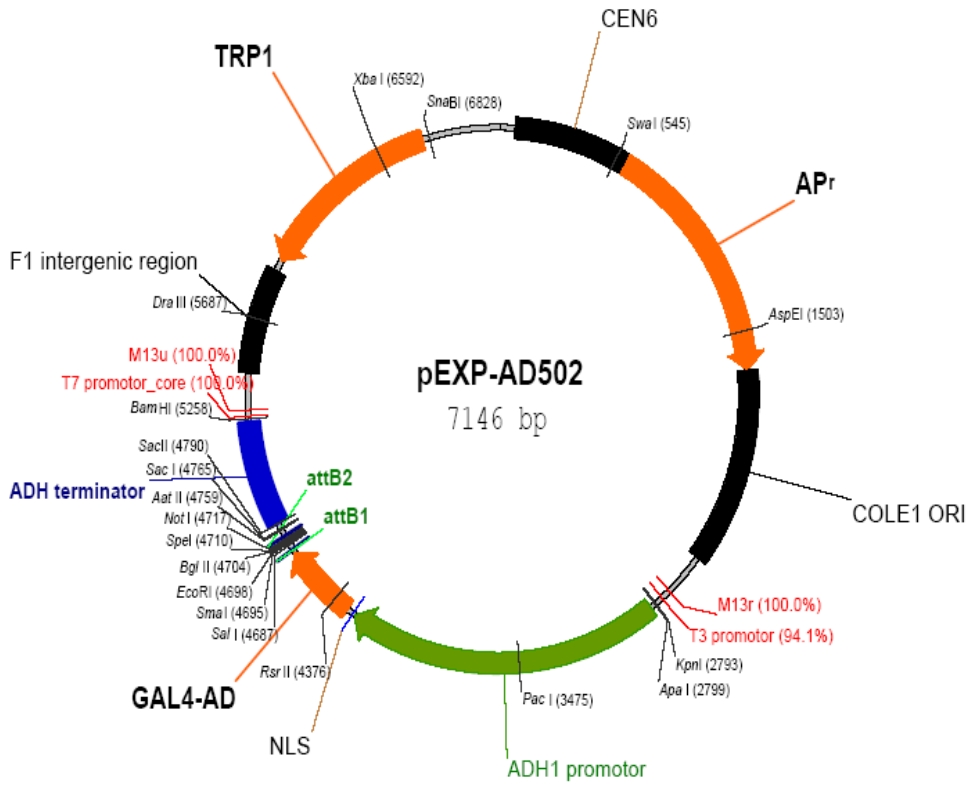 CEN6
TRP1
Xba I (6592)
SnaBI (6828)
SwaI (545)
APr
F1 intergenic region
Dra III (5687)
AspEI (1503)
M13u (100.0%)
T7 promotor_core (100.0%)
BamHI (5258)
pEXP-AD502
7146 bp
SacII (4790)
Sac I (4765)
ADH terminator
Aat II (4759)
Not I (4717)
SpeI (4710)
Bgl II (4704)
EcoRI (4698)
SmaI (4695)
Sal I (4687)
attB2
attB1
COLE1 ORI
M13r (100.0%)
T3 promotor (94.1%)
KpnI (2793)
Apa I (2799)
Rsr II (4376)
Pac I (3475)
GAL4-AD
NLS
ADH1 promotor